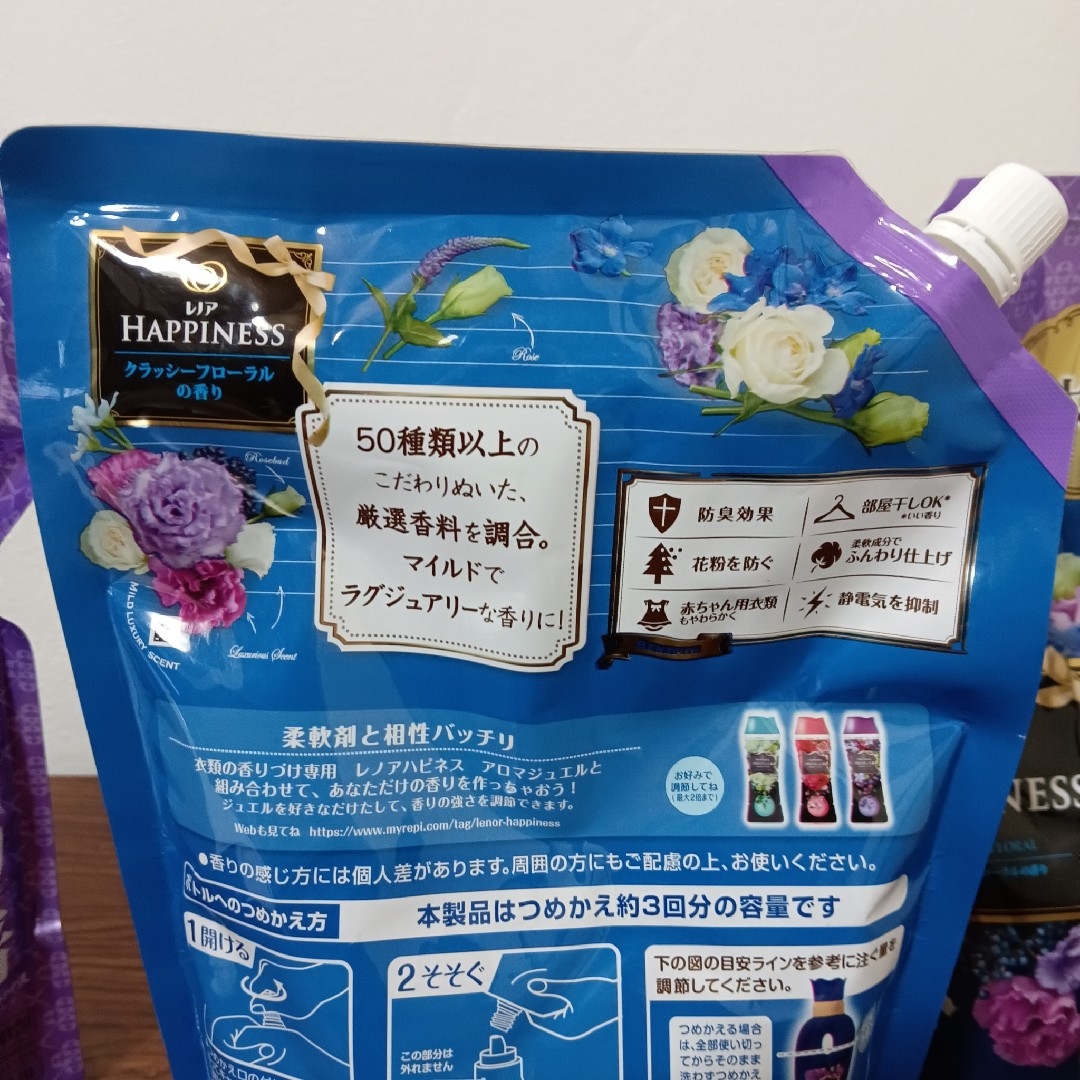 レノア
HAPPINESS
クラッシーフローラル
の香り
Rose
Rosebud
MILD LUXURY SCENT
Luxurious Scent
50種類以上の
こだわりぬいた、
厳選香料を調合。
マイルドで
ラグジュアリーな香りに!
防臭効果
部屋干しOK*
*いい香り
花粉を防ぐ
柔軟成分で
ふんわり仕上げ
赤ちゃん用衣類
もやわらかく
静電気を抑制
柔軟剤と相性バッチリ
衣類の香りづけ専用 レノアハピネス アロマジュエルと
組み合わせて、あなただけの香りを作っちゃおう!
ジュエルを好きなだけたして、香りの強さを調節できます。
Webも見てね https://www.myrepi.com/tag/lenor-happiness
お好みで
調節してね
(最大2倍まで)
●香りの感じ方には個人差があります。周囲の方にもご配慮の上、お使いください。
ボトルへのつめかえ方
本製品はつめかえ約3回分の容量です
1開ける
2そそぐ
この部分は
外れません
下の図の目安ラインを参考に注ぐ量を
調節してください。
つめかえる場合
は、全部使い切っ
てからそのまま
洗わずつめかえ
NESS